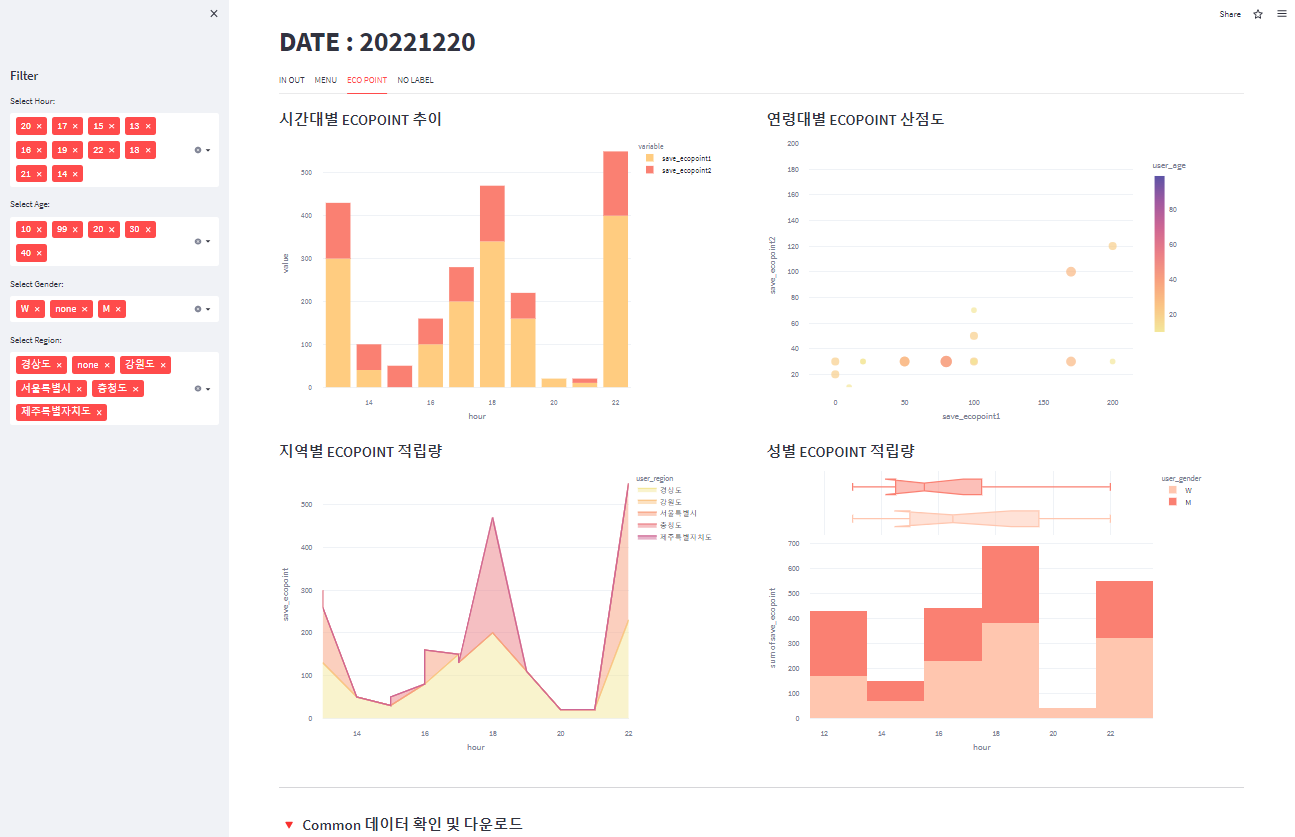 ×
Share
DATE : 20221220
IN OUT MENU ECO POINT NO LABEL
Filter
Select Hour:
20 × 17 × 15 × 13 ×
16 × 19 × 22 × 18 ×
21 × 14 ×
Select Age:
10 × 99 × 20 × 30 ×
40 ×
Select Gender:
W × none × M ×
Select Region:
경상도 × none × 강원도 ×
서울특별시 × 충청도 ×
제주특별자치도 ×
시간대별 ECOPOINT 추이
variable
save_ecopoint1
save_ecopoint2
value
500
400
300
200
100
0
14 16 18 20 22
hour
연령대별 ECOPOINT 산점도
user_age
80
60
40
20
save_ecopoint2
200
180
160
140
120
100
80
60
40
20
0 50 100 150 200
save_ecopoint1
지역별 ECOPOINT 적립량
user_region
경상도
강원도
서울특별시
충청도
제주특별자치도
save_ecopoint
500
400
300
200
100
0
14 16 18 20 22
hour
성별 ECOPOINT 적립량
user_gender
W
M
sum of save_ecopoint
700
600
500
400
300
200
100
0
12 14 16 18 20 22
hour
Common 데이터 확인 및 다운로드